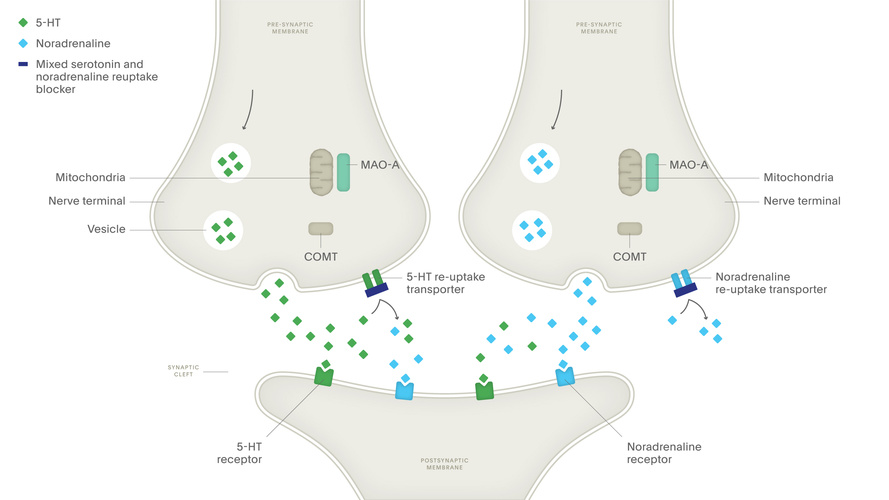 PRE-SYNAPTIC
MEMBRANE
PRE-SYNAPTIC
MEMBRANE
5-HT
Noradrenaline
Mixed serotonin and
noradrenaline reuptake
blocker
MAO-A
MAO-A
Mitochondria
Mitochondria
Nerve terminal
Nerve terminal
Vesicle
COMT
COMT
5-HT re-uptake
transporter
Noradrenaline
re-uptake transporter
SYNAPTIC
CLEFT
5-HT
receptor
Noradrenaline
receptor
POSTSYNAPTIC
MEMBRANE